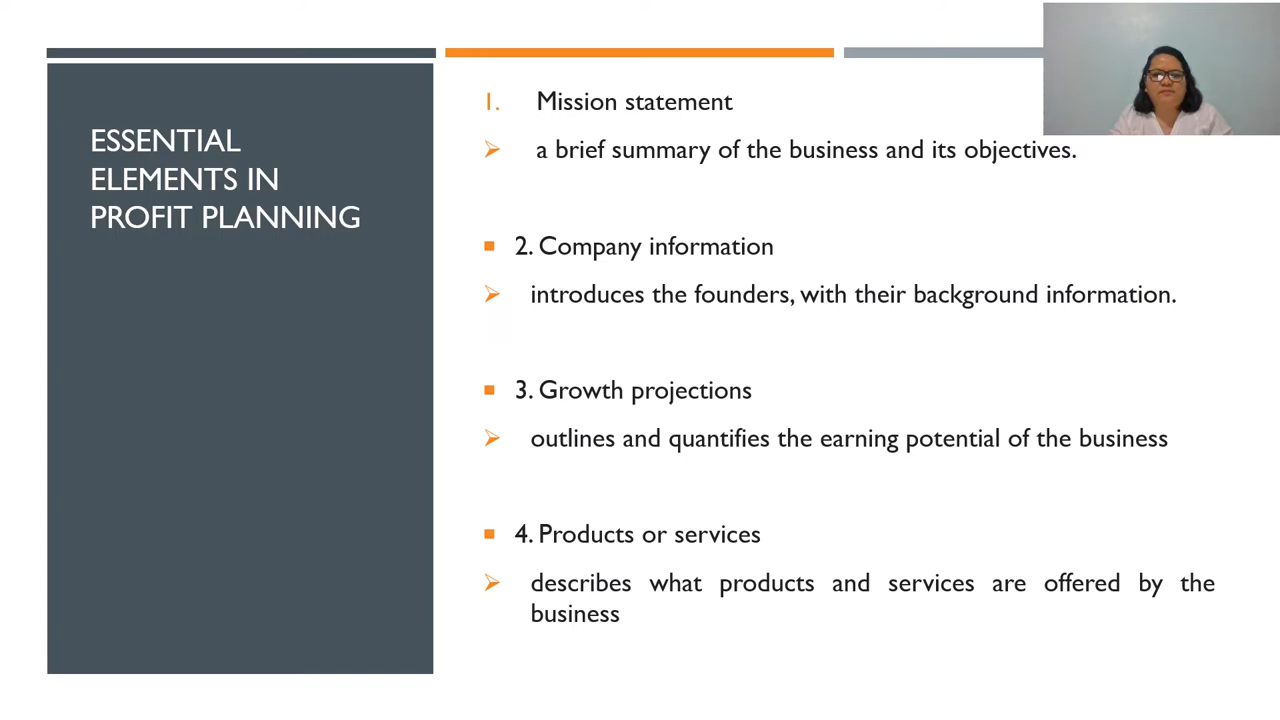 ESSENTIAL
ELEMENTS IN
PROFIT PLANNING
1. Mission statement
a brief summary of the business and its objectives.
2. Company information
introduces the founders, with their background information.
3. Growth projections
outlines and quantifies the earning potential of the business
4. Products or services
describes what products and services are offered by the
business